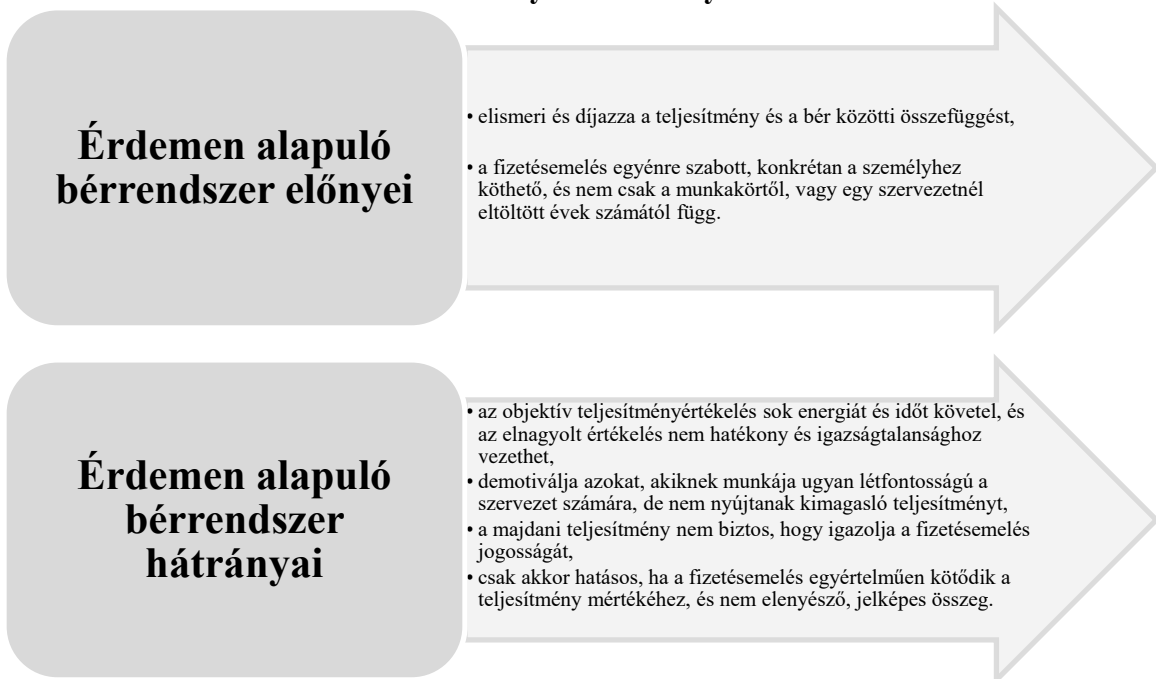 Érdemen alapuló
bérrendszer előnyei
• elismeri és díjazza a teljesítmény és a bér közötti összefüggést,
• a fizetésemelés egyénre szabott, konkrétan a személyhez
köthető, és nem csak a munkakörtől, vagy egy szervezetnél
eltöltött évek számától függ.
Érdemen alapuló
bérrendszer
hátrányai
• az objektív teljesítményértékelés sok energiát és időt követel, és
az elnagyolt értékelés nem hatékony és igazságtalansághoz
vezethet,
• demotiválja azokat, akiknek munkája ugyan létfontosságú a
szervezet számára, de nem nyújtanak kimagasló teljesítményt,
• a majdani teljesítmény nem biztos, hogy igazolja a fizetésemelés
jogosságát,
• csak akkor hatásos, ha a fizetésemelés egyértelműen kötődik a
teljesítmény mértékéhez, és nem elenyésző, jelképes összeg.